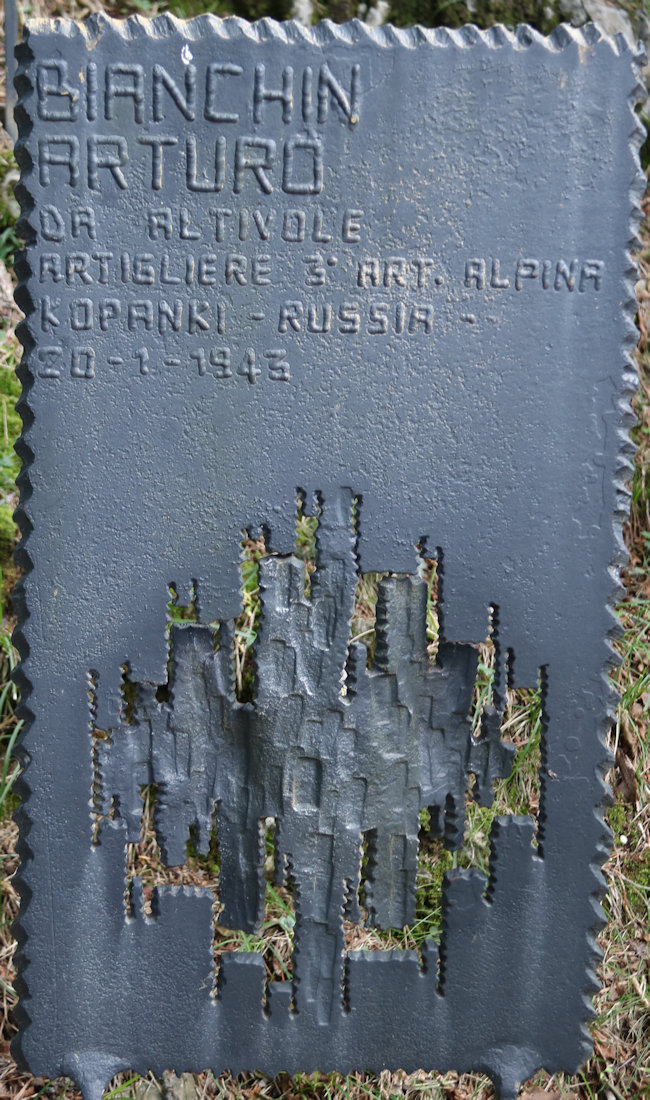 BIANCHIN
ARTURO
DA ALTIVOLE
ARTIGLIERE 3° ART. ALPINA
KOPANKI - RUSSIA -
20-1-1943